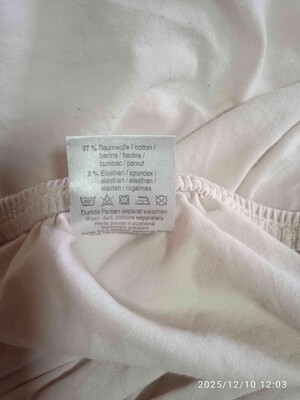 97 % Baumwolle / cotton /
bavlna / bavlna /
bumbac / pamut
3 % Elasthan / spandex /
elasthan / elasthan /
elastan / rugalmas
Dunkle Farben separat waschen
Wash dark colours separately
2025/12/10 12:03